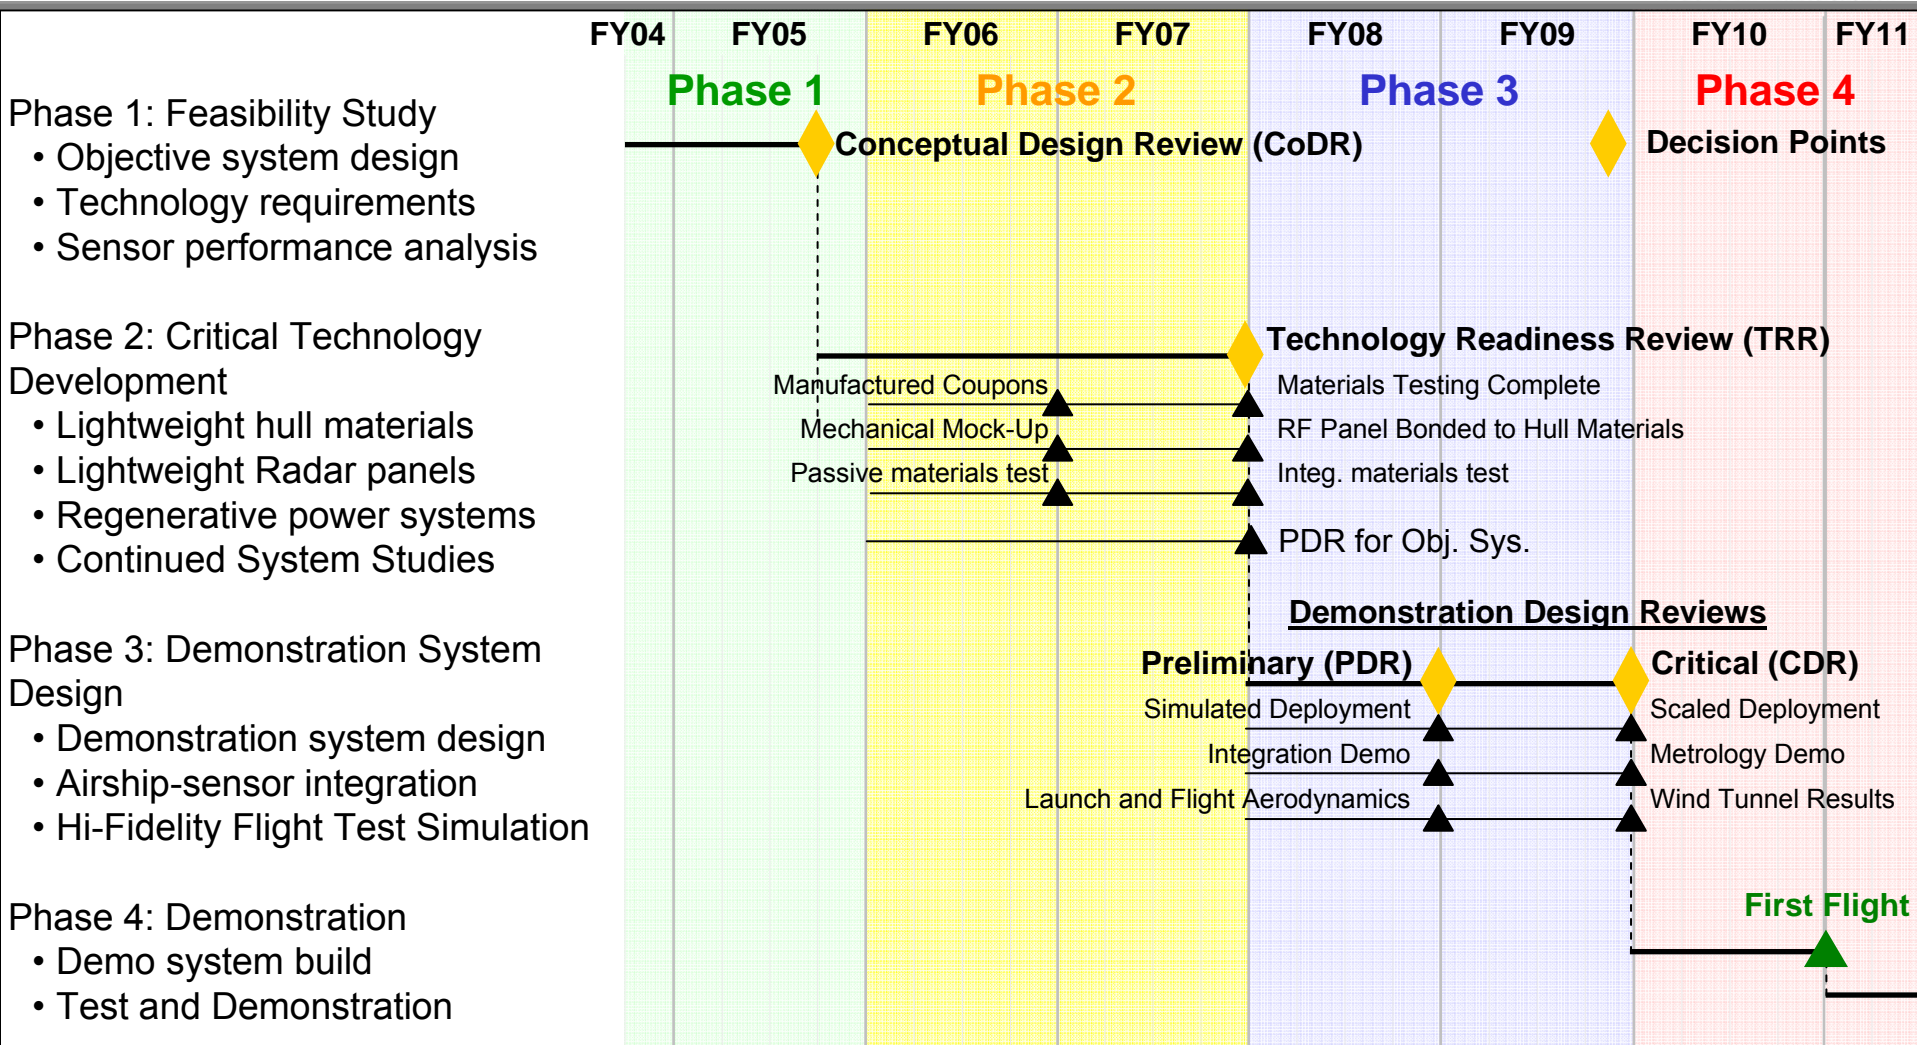 FY04 FY05 FY06 FY07 FY08 FY09 FY10 FY11
Phase 1 Phase 2 Phase 3 Phase 4
Phase 1: Feasibility Study
• Objective system design
• Technology requirements
• Sensor performance analysis
Conceptual Design Review (CoDR)
Decision Points
Phase 2: Critical Technology
Development
• Lightweight hull materials
• Lightweight Radar panels
• Regenerative power systems
• Continued System Studies
Technology Readiness Review (TRR)
Manufactured Coupons
Materials Testing Complete
Mechanical Mock-Up
RF Panel Bonded to Hull Materials
Passive materials test
Integ. materials test
PDR for Obj. Sys.
Phase 3: Demonstration System
Design
• Demonstration system design
• Airship-sensor integration
• Hi-Fidelity Flight Test Simulation
Demonstration Design Reviews
Preliminary (PDR)
Critical (CDR)
Simulated Deployment
Scaled Deployment
Integration Demo
Metrology Demo
Launch and Flight Aerodynamics
Wind Tunnel Results
Phase 4: Demonstration
• Demo system build
• Test and Demonstration
First Flight